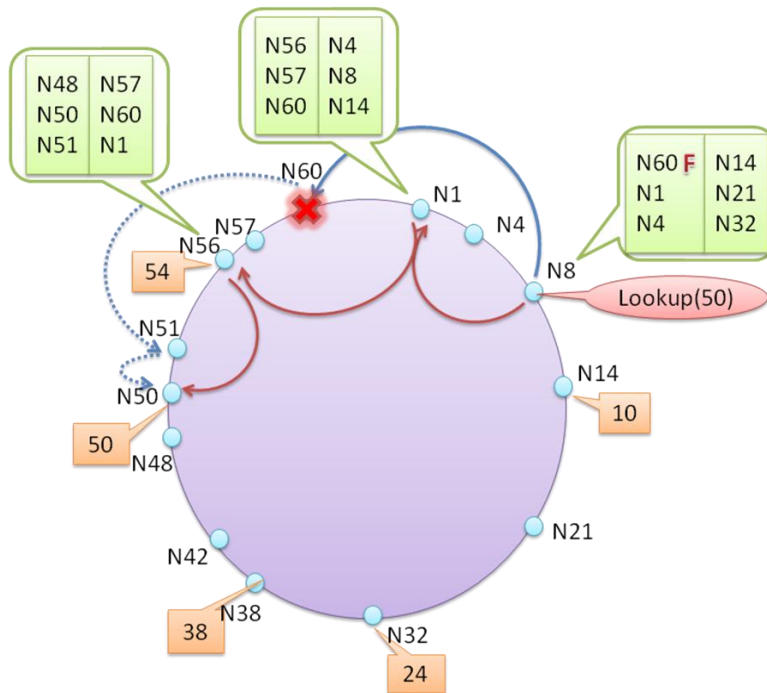 N56 N4
N57 N8
N60 N14
N48 N57
N50 N60
N51 N1
N60 F N14
N1 N21
N4 N32
N60
N1
N4
N57
N56
N8
54
Lookup(50)
N51
N14
N50
10
50
N48
N21
N42
N38
38
N32
24